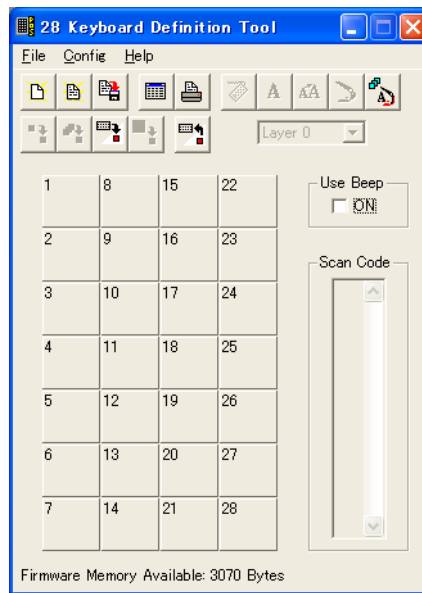 28 Keyboard Definition Tool
File Config Help
A AA A
Layer 0
1 8 15 22
Use Beep
ON
2 9 16 23
Scan Code
3 10 17 24
4 11 18 25
5 12 19 26
6 13 20 27
7 14 21 28
Firmware Memory Available: 3070 Bytes